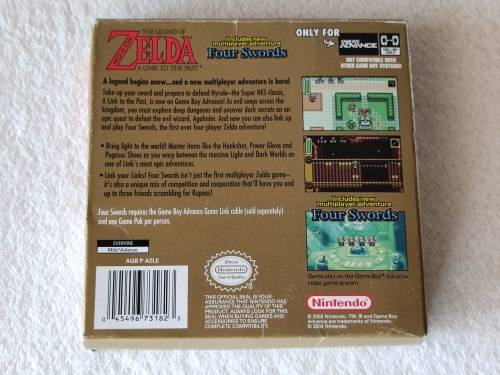 THE LEGEND OF
ZELDA
A LINK TO THE PAST
Includes new
multiplayer adventure
Four Swords
ONLY FOR
GAME BOY ADVANCE
NOT COMPATIBLE WITH
OTHER GAME BOY SYSTEMS
A legend begins anew...and a new multiplayer adventure is born!
Take up your sword and prepare to defend Hyrule—the Super NES classic,
A Link to the Past, is now on Game Boy Advance! As evil seeps across the
kingdom, you must explore deep dungeons and uncover dark secrets on an
epic quest to defeat the evil wizard, Agahnim. And now you can also link up
and play Four Swords, the first ever four-player Zelda adventure!
• Bring light to the world! Master items like the Hookshot, Power Glove and
Pegasus Shoes as you warp between the massive Light and Dark Worlds on
one of Link's most epic adventures.
• Link your Links! Four Swords isn't just the first multiplayer Zelda game—
it's also a unique mix of competition and cooperation that'll have you and
up to three friends scrambling for Rupees!
Four Swords requires the Game Boy Advance Game Link cable (sold separately)
and one Game Pak per person.
Includes new
multiplayer adventure
Four Swords
Game play on the Game Boy® Advance
video game system.
EVERYONE
Mild Violence
AGB P AZLE
0 45496 73182 3
Official
Nintendo
Seal of Quality
THIS OFFICIAL SEAL IS YOUR
ASSURANCE THAT NINTENDO HAS
APPROVED THE QUALITY OF THIS
PRODUCT. ALWAYS LOOK FOR THIS
SEAL WHEN BUYING GAMES AND
ACCESSORIES TO ENSURE
COMPLETE COMPATIBILITY.
Nintendo
© 2002 Nintendo. TM, ® and Game Boy
Advance are trademarks of Nintendo.
© 2002 Nintendo.